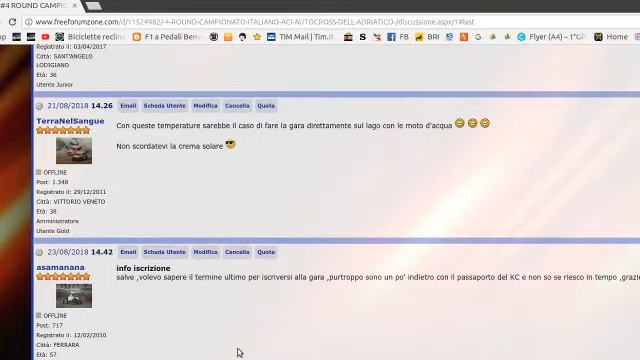 #4 ROUND CAMPIC ×
www.freeforumzone.com/d/11524982/-4-ROUND-CAMPIONATO-ITALIANO-ACI-AUTOCROSS-DELL-ADRIATICO-/discussione.aspx/1#last
Biciclette recline
F1 a Pedali Benv
TIM Mail | Tim.it,
FB
BRI
Flyer (A4) – 1°GP
Home
Registrato il: 03/04/2017
Città: SANT'ANGELO
LODIGIANO
Età: 36
Utente Junior
21/08/2018 14.26 Email Scheda Utente Modifica Cancella Quota
TerraNelSangue
Con queste temperature sarebbe il caso di fare la gara direttamente sul lago con le moto d'acqua
Non scordatevi la crema solare
OFFLINE
Post: 1.348
Registrato il: 29/12/2011
Città: VITTORIO VENETO
Età: 38
Amministratore
Utente Gold
23/08/2018 14.42 Email Scheda Utente Modifica Cancella Quota
asamanana
info iscrizione
salve ,volevo sapere il termine ultimo per iscriversi alla gara ,purtroppo sono un po' indietro con il passaporto del KC e non so se riesco in tempo ,grazie
OFFLINE
Post: 717
Registrato il: 12/02/2010
Città: FERRARA
Età: 57